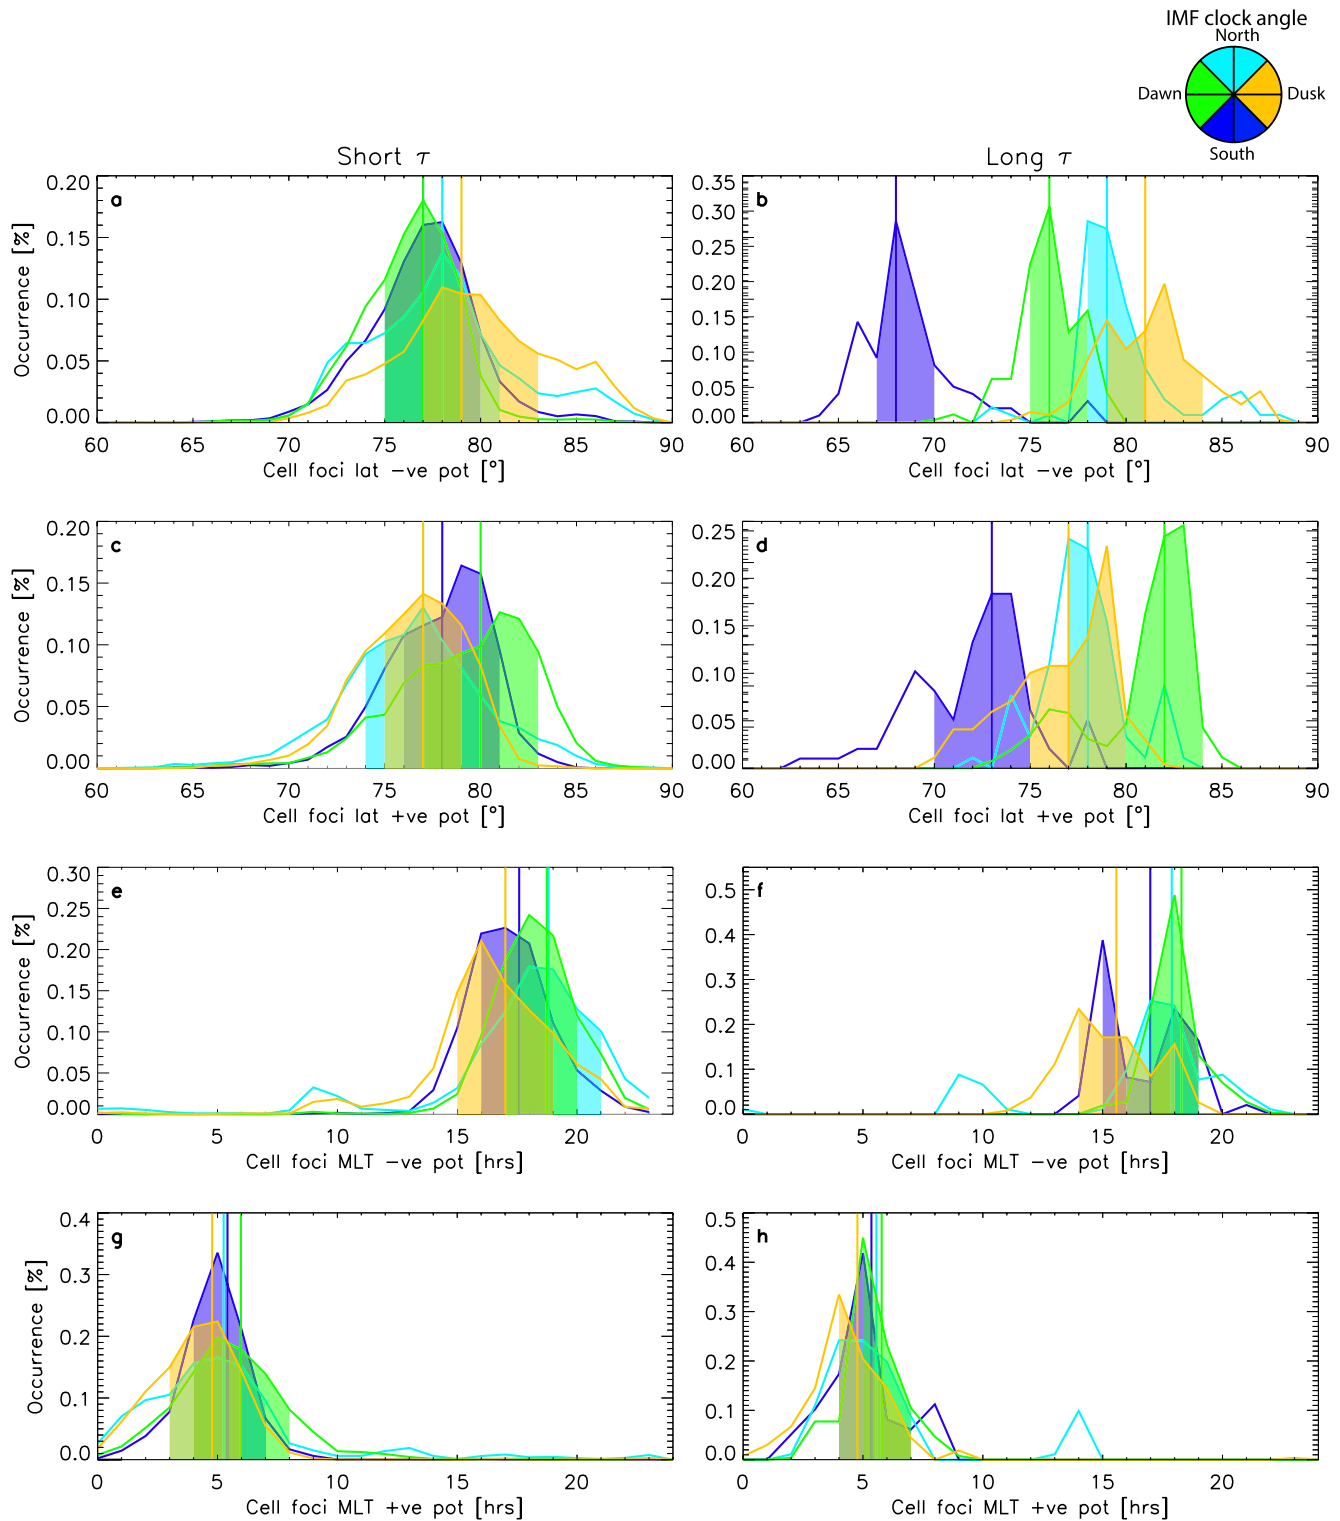 IMF clock angle
North
Dawn
Dusk
South
Short τ
Long τ
a
0.20
0.15
0.10
0.05
0.00
Occurrence [%]
60 65 70 75 80 85 90
Cell foci lat −ve pot [°]
b
0.35
0.30
0.25
0.20
0.15
0.10
0.05
0.00
60 65 70 75 80 85 90
Cell foci lat −ve pot [°]
c
0.20
0.15
0.10
0.05
0.00
Occurrence [%]
60 65 70 75 80 85 90
Cell foci lat +ve pot [°]
d
0.25
0.20
0.15
0.10
0.05
0.00
60 65 70 75 80 85 90
Cell foci lat +ve pot [°]
e
0.30
0.25
0.20
0.15
0.10
0.05
0.00
Occurrence [%]
0 5 10 15 20
Cell foci MLT −ve pot [hrs]
f
0.5
0.4
0.3
0.2
0.1
0.0
0 5 10 15 20
Cell foci MLT −ve pot [hrs]
g
0.4
0.3
0.2
0.1
0.0
Occurrence [%]
0 5 10 15 20
Cell foci MLT +ve pot [hrs]
h
0.5
0.4
0.3
0.2
0.1
0.0
0 5 10 15 20
Cell foci MLT +ve pot [hrs]